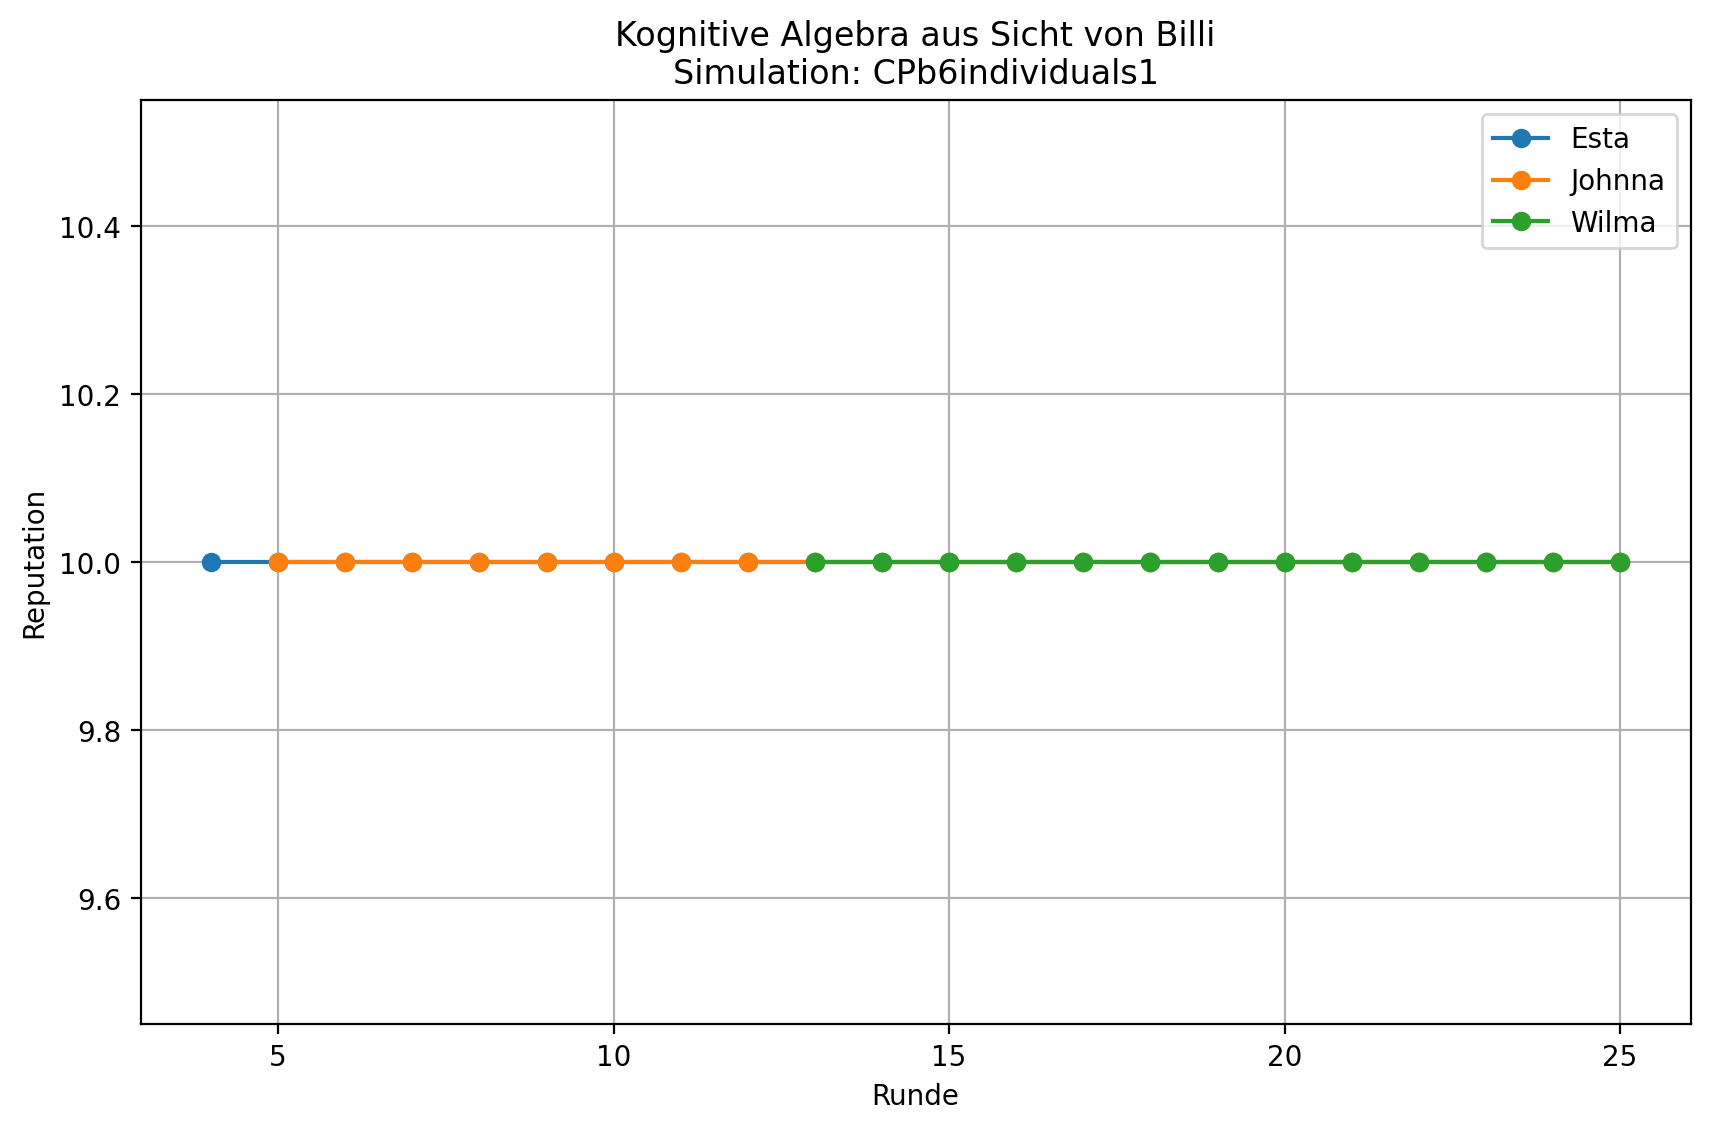 Kognitive Algebra aus Sicht von Billi
Simulation: CPb6individuals1
Esta
Johnna
Wilma
10.4
10.2
10.0
9.8
9.6
Reputation
5 10 15 20 25
Runde